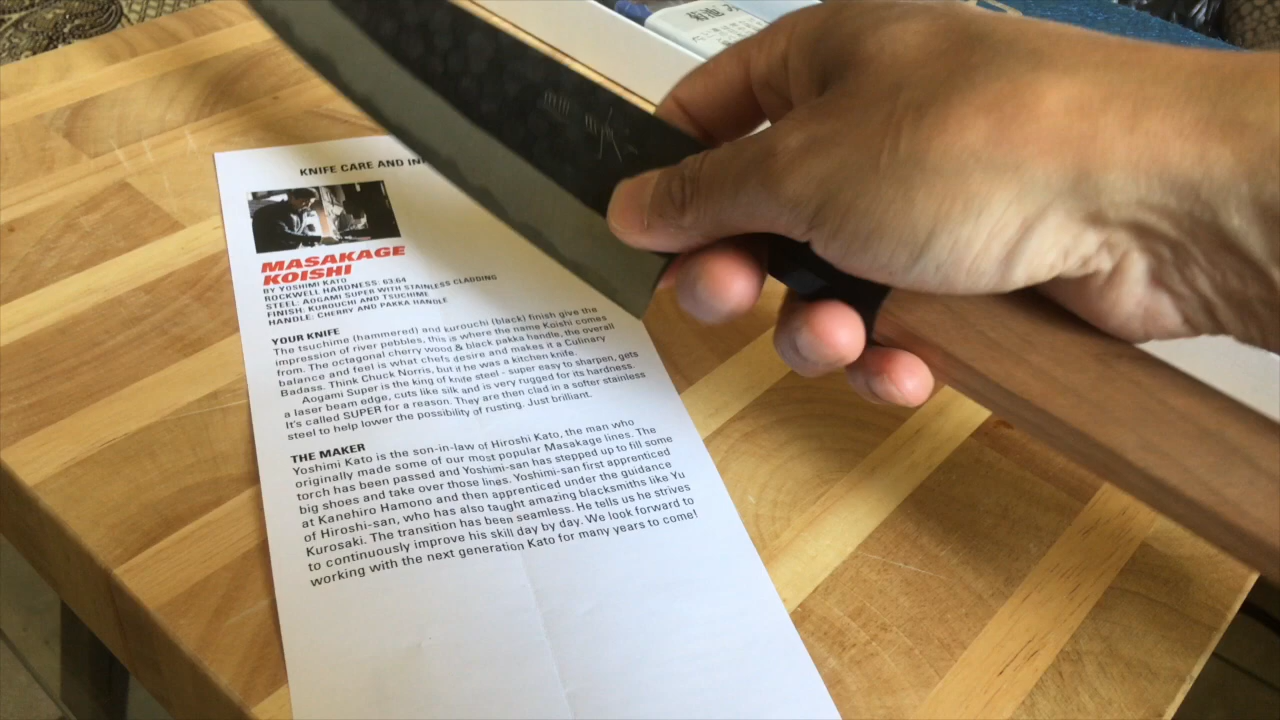 菊池
KNIFE CARE AND
MASAKAGE
KOISHI
BY YOSHIMI KATO
ROCKWELL HARDNESS: 63-64
STEEL: AOGAMI SUPER WITH STAINLESS CLADDING
FINISH: KUROUCHI AND TSUCHIME
HANDLE: CHERRY AND PAKKA HANDLE
YOUR KNIFE
The tsuchime (hammered) and kurouchi (black) finish give the
impression of river pebbles, this is where the name Koishi comes
from. The octagonal cherry wood & black pakka handle, the overall
balance and feel is what chefs desire and makes it a Culinary
Badass. Think Chuck Norris, but if he was a kitchen knife.
Aogami Super is the king of knife steel - super easy to sharpen, gets
a laser beam edge, cuts like silk and is very rugged for its hardness.
It's called SUPER for a reason. They are then clad in a softer stainless
steel to help lower the possibility of rusting. Just brilliant.
THE MAKER
Yoshimi Kato is the son-in-law of Hiroshi Kato, the man who
originally made some of our most popular Masakage lines. The
torch has been passed and Yoshimi-san has stepped up to fill some
big shoes and take over those lines. Yoshimi-san first apprenticed
at Kanehiro Hamono and then apprenticed under the guidance
of Hiroshi-san, who has also taught amazing blacksmiths like Yu
Kurosaki. The transition has been seamless. He tells us he strives
to continuously improve his skill day by day. We look forward to
working with the next generation Kato for many years to come!